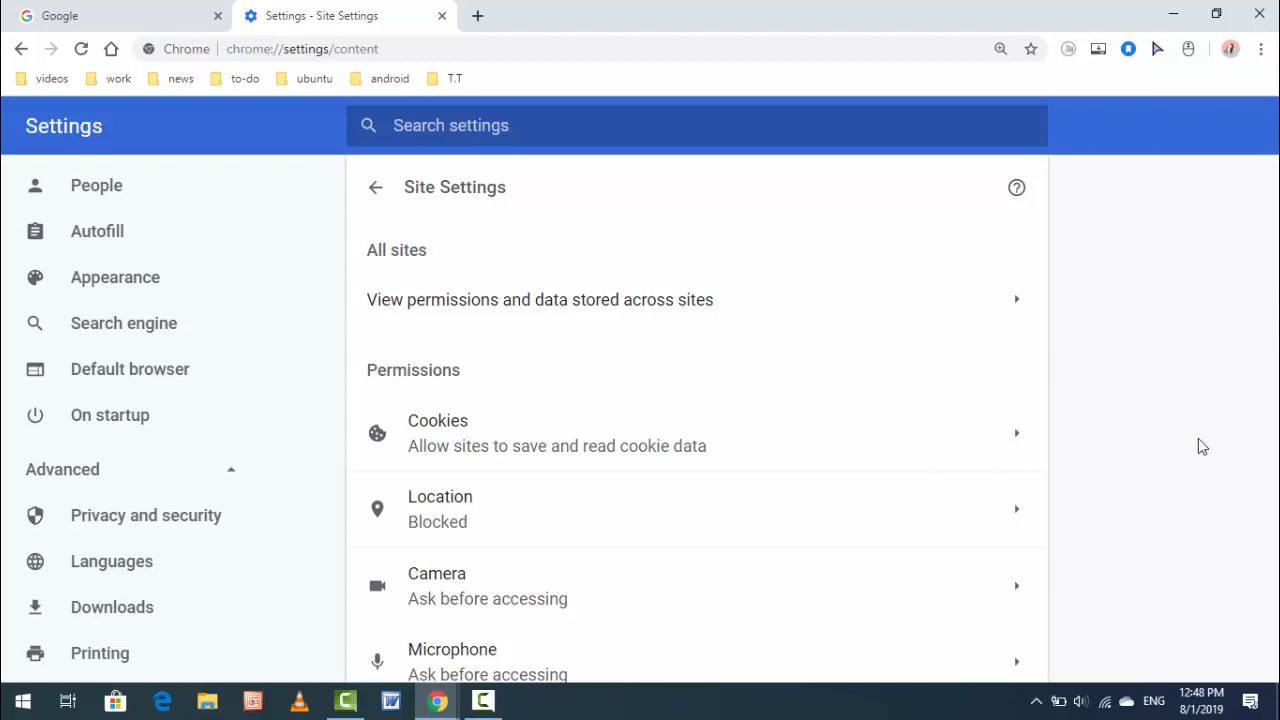 Google
Settings - Site Settings
Chrome
chrome://settings/content
videos
work
news
to-do
ubuntu
android
T.T
Settings
Search settings
People
Autofill
Appearance
Search engine
Default browser
On startup
Advanced
Privacy and security
Languages
Downloads
Printing
Site Settings
All sites
View permissions and data stored across sites
Permissions
Cookies
Allow sites to save and read cookie data
Location
Blocked
Camera
Ask before accessing
Microphone
Ask before accessing
ENG
12:48 PM
8/1/2019